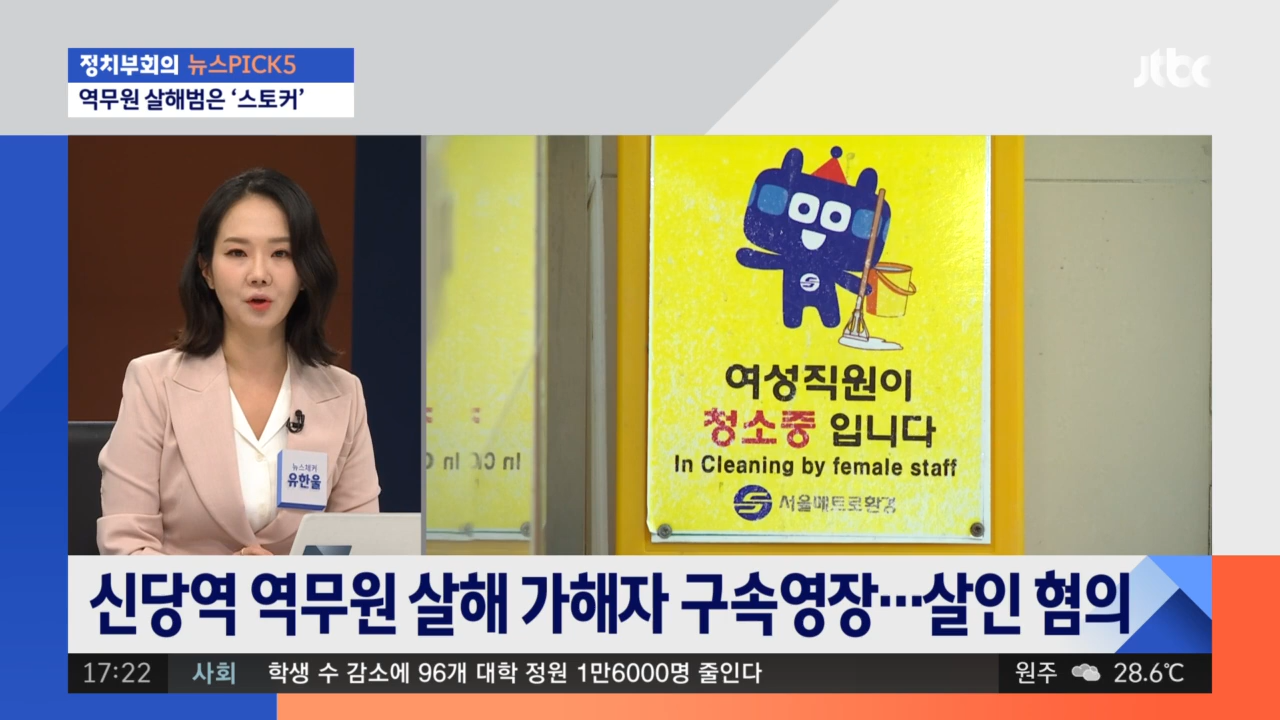 정치부회의 뉴스PICK5
역무원 살해범은 ‘스토커’
jtbc
여성직원이
청소중 입니다
In Cleaning by female staff
서울메트로환경
뉴스체커
유한울
신당역 역무원 살해 가해자 구속영장…살인 혐의
17:22 사회 학생 수 감소에 96개 대학 정원 1만6000명 줄인다 원주 28.6℃